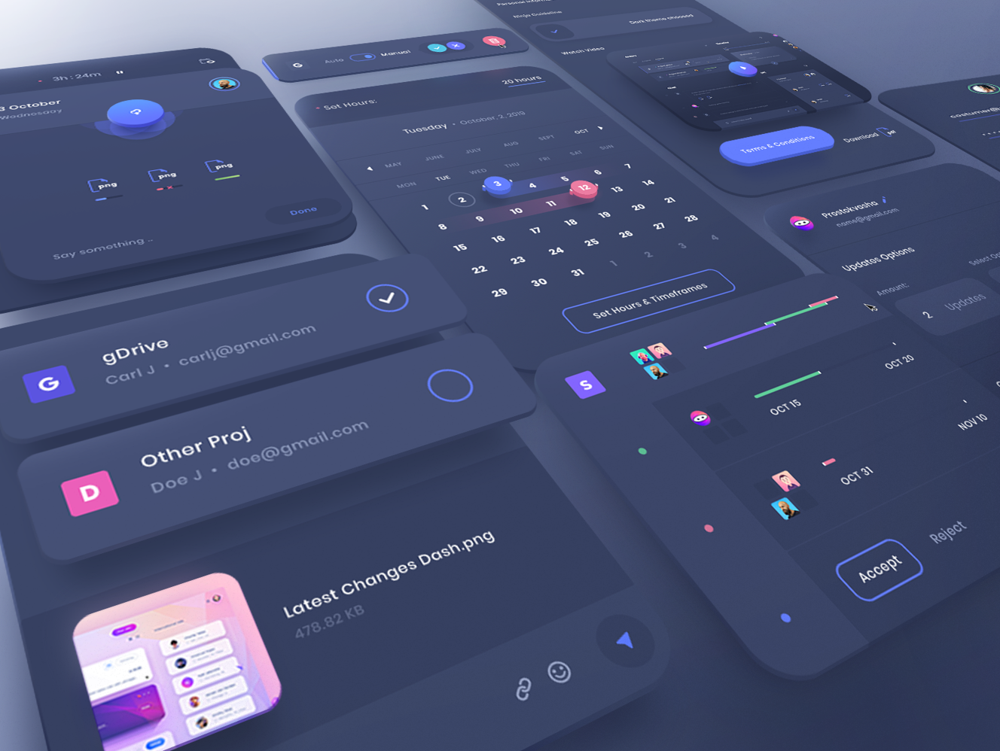 Ninja Guideline
Dark theme choosed
Watch Video
Terms & Conditions
Download
pdf
3h : 24m
3 October
Wednesday
png
png
png
Done
Say something ..
G
Auto
Manual
Set Hours:
20 hours
Tuesday • October, 2, 2019
MAY JUNE JULY AUG SEPT OCT
MON TUE WED THU FRI SAT SUN
1 2 3 4 5 6 7
8 9 10 11 12 13 14
15 16 17 18 19 20 21
22 23 24 25 26 27 28
29 30 31 1 2 3 4
Set Hours & Timeframes
Prostokvasha
name@gmail.com
Updates Options
Amount:
2 Updates
G
gDrive
Carl J • carlj@gmail.com
D
Other Proj
Doe J • doe@gmail.com
Latest Changes Dash.png
478.82 KB
S
OCT 15
OCT 20
OCT 31
NOV 10
Accept
Reject